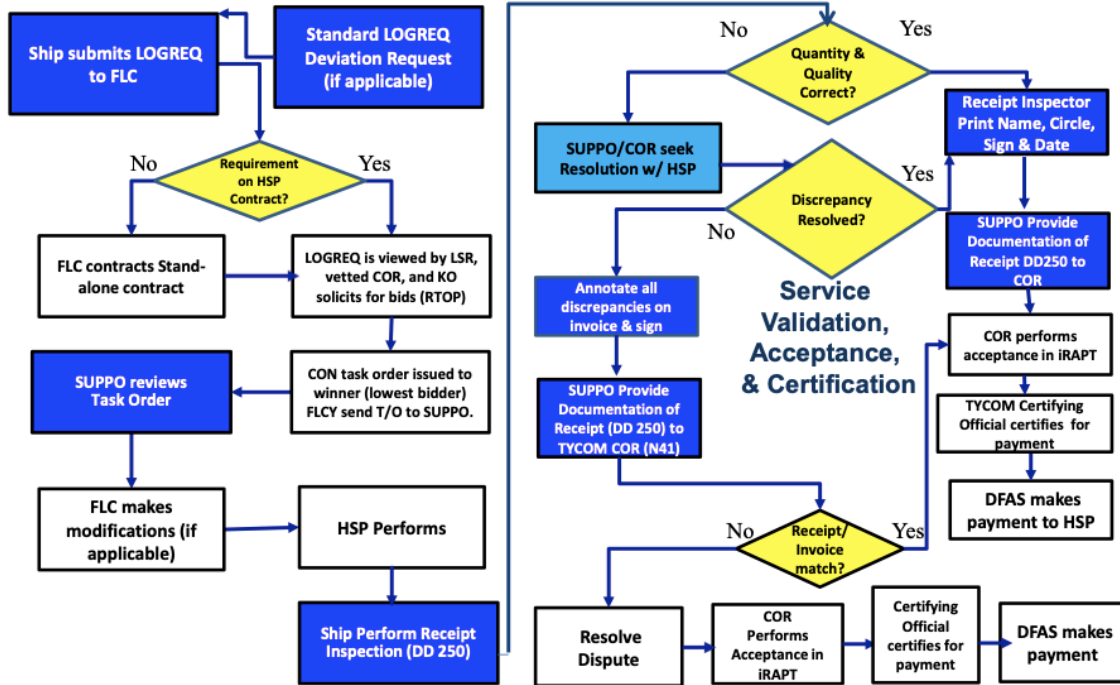 Ship submits LOGREQ
to FLC
Standard LOGREQ
Deviation Request
(if applicable)
No
Requirement
on HSP
Contract?
Yes
FLC contracts Stand-
alone contract
LOGREQ is viewed by LSR,
vetted COR, and KO
solicits for bids (RTOP)
SUPPO reviews
Task Order
CON task order issued to
winner (lowest bidder)
FLCY send T/O to SUPPO.
FLC makes
modifications (if
applicable)
HSP Performs
Ship Perform Receipt
Inspection (DD 250)
No
Quantity &
Quality
Correct?
Yes
SUPPO/COR seek
Resolution w/ HSP
Receipt Inspector
Print Name, Circle,
Sign & Date
No
Discrepancy
Resolved?
Yes
Annotate all
discrepancies on
invoice & sign
SUPPO Provide
Documentation of
Receipt DD250 to
COR
Service
Validation,
Acceptance,
& Certification
SUPPO Provide
Documentation of
Receipt (DD 250) to
TYCOM COR (N41)
COR performs
acceptance in iRAPT
TYCOM Certifying
Official certifies for
payment
DFAS makes
payment to HSP
No
Receipt/
Invoice
match?
Yes
Resolve
Dispute
COR
Performs
Acceptance in
iRAPT
Certifying
Official
certifies for
payment
DFAS makes
payment